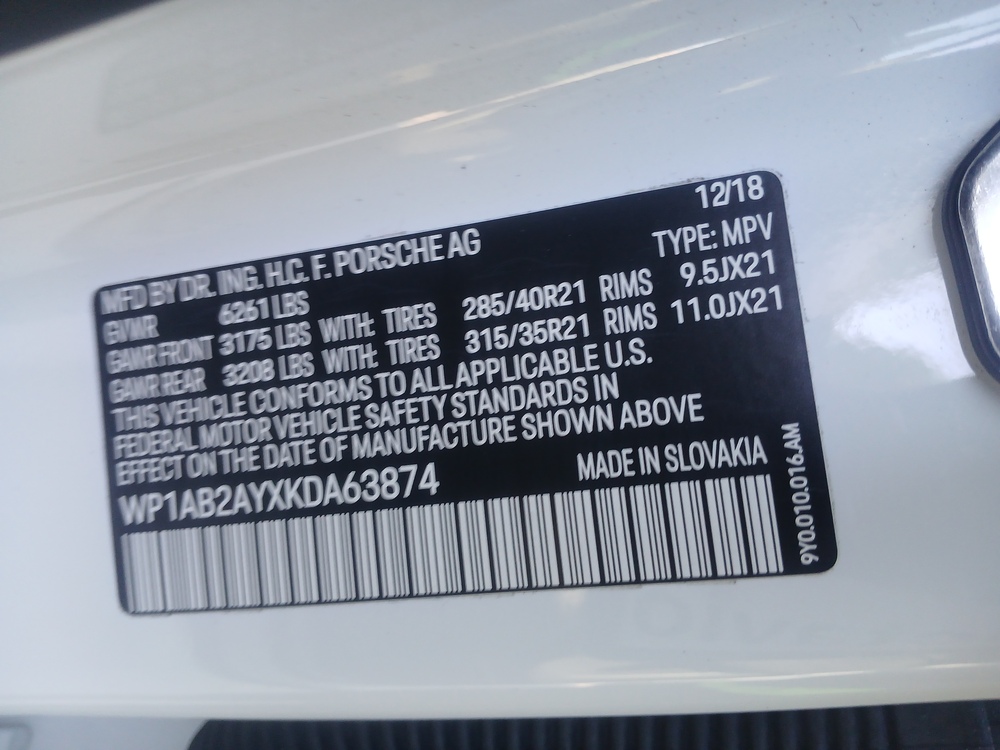 12/18
MFD BY DR. ING. H.C. F. PORSCHE AG TYPE: MPV
GVWR 6261 LBS
GAWR FRONT 3175 LBS WITH: TIRES 285/40R21 RIMS 9.5JX21
GAWR REAR 3208 LBS WITH: TIRES 315/35R21 RIMS 11.0JX21
THIS VEHICLE CONFORMS TO ALL APPLICABLE U.S.
FEDERAL MOTOR VEHICLE SAFETY STANDARDS IN
EFFECT ON THE DATE OF MANUFACTURE SHOWN ABOVE
WP1AB2AYXKDA63874 MADE IN SLOVAKIA
9Y0.010.016.AM